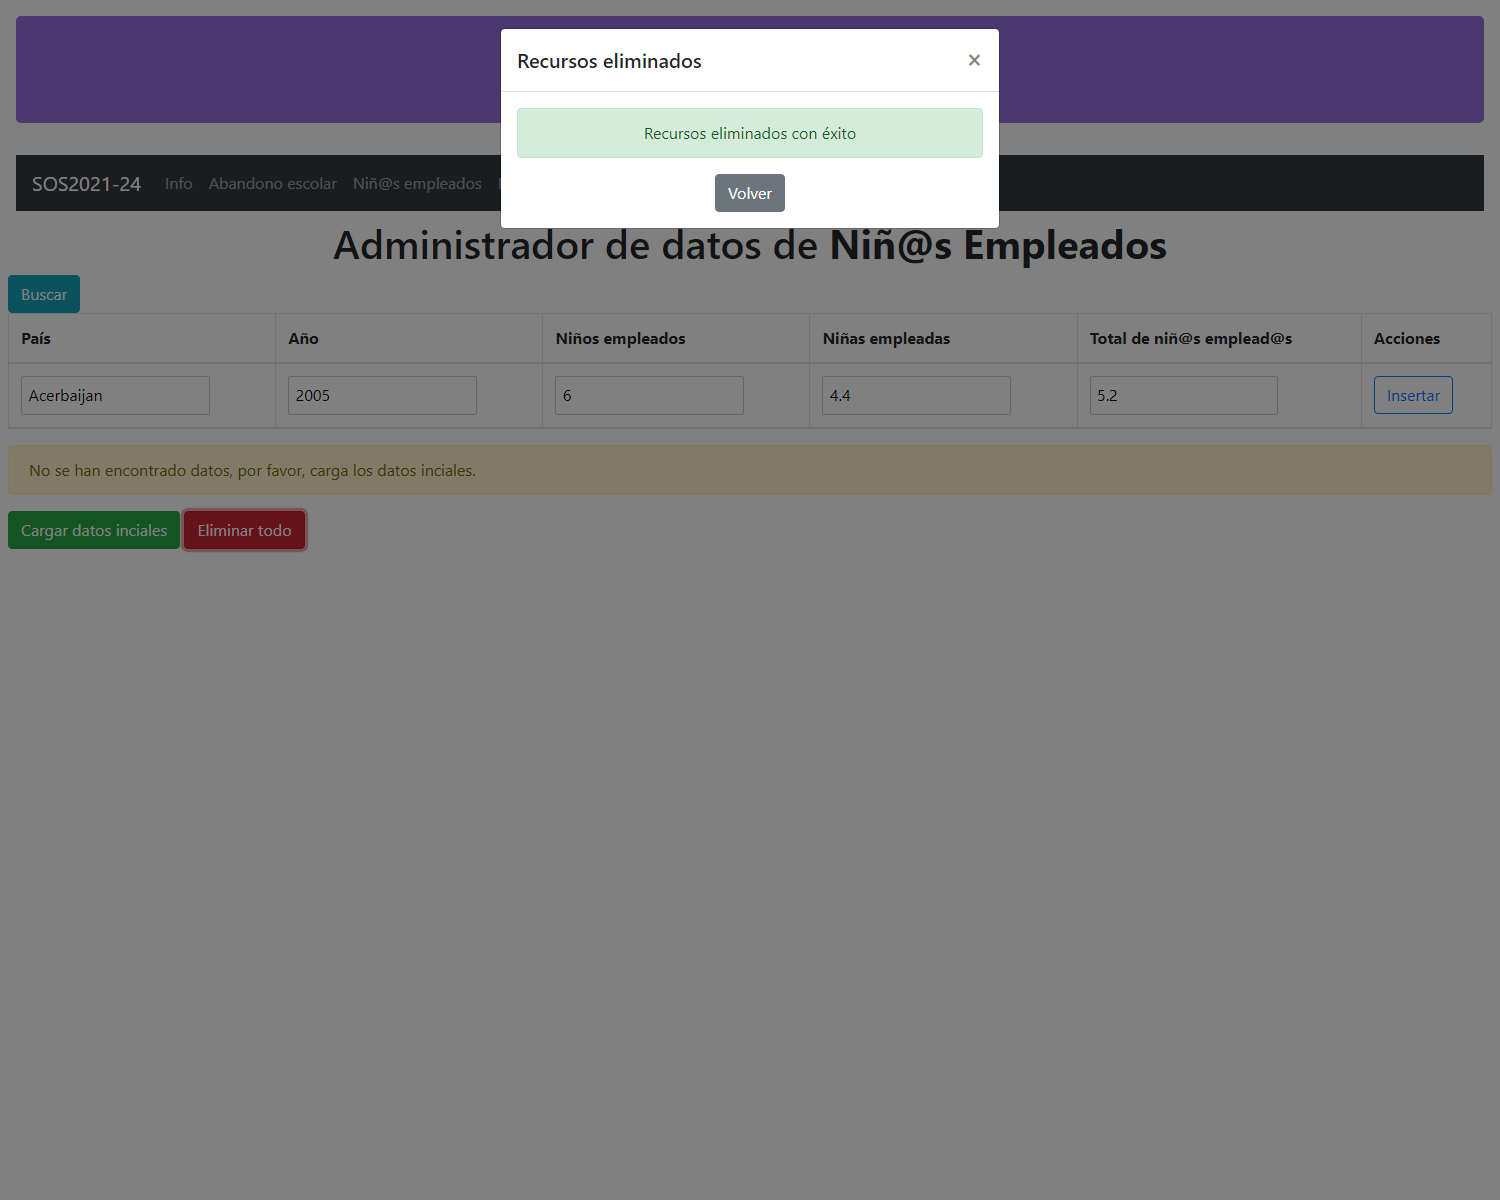 Recursos eliminados ×
Recursos eliminados con éxito
Volver
SOS2021-24 Info Abandono escolar Niñ@s empleados
Administrador de datos de Niñ@s Empleados
Buscar
País Año Niños empleados Niñas empleadas Total de niñ@s emplead@s Acciones
Acerbaijan 2005 6 4.4 5.2 Insertar
No se han encontrado datos, por favor, carga los datos inciales.
Cargar datos inciales Eliminar todo